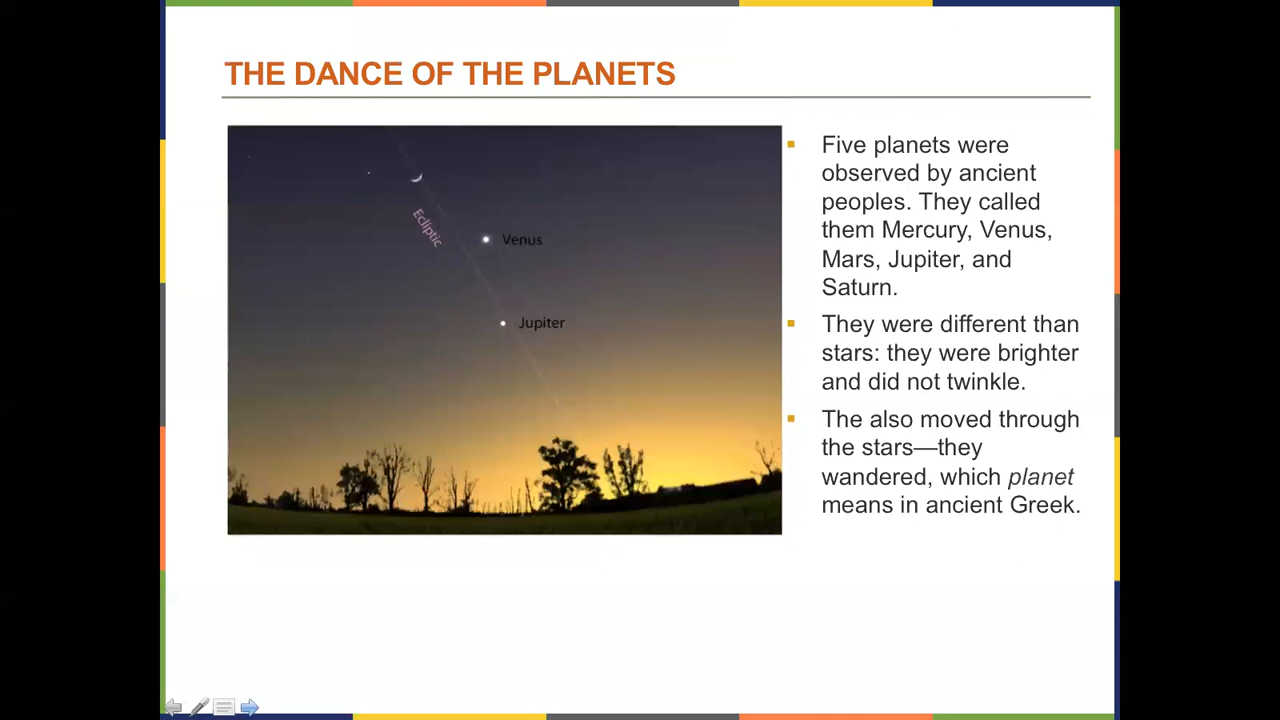 THE DANCE OF THE PLANETS
Ecliptic
Venus
Jupiter
Five planets were
observed by ancient
peoples. They called
them Mercury, Venus,
Mars, Jupiter, and
Saturn.
They were different than
stars: they were brighter
and did not twinkle.
The also moved through
the stars—they
wandered, which planet
means in ancient Greek.